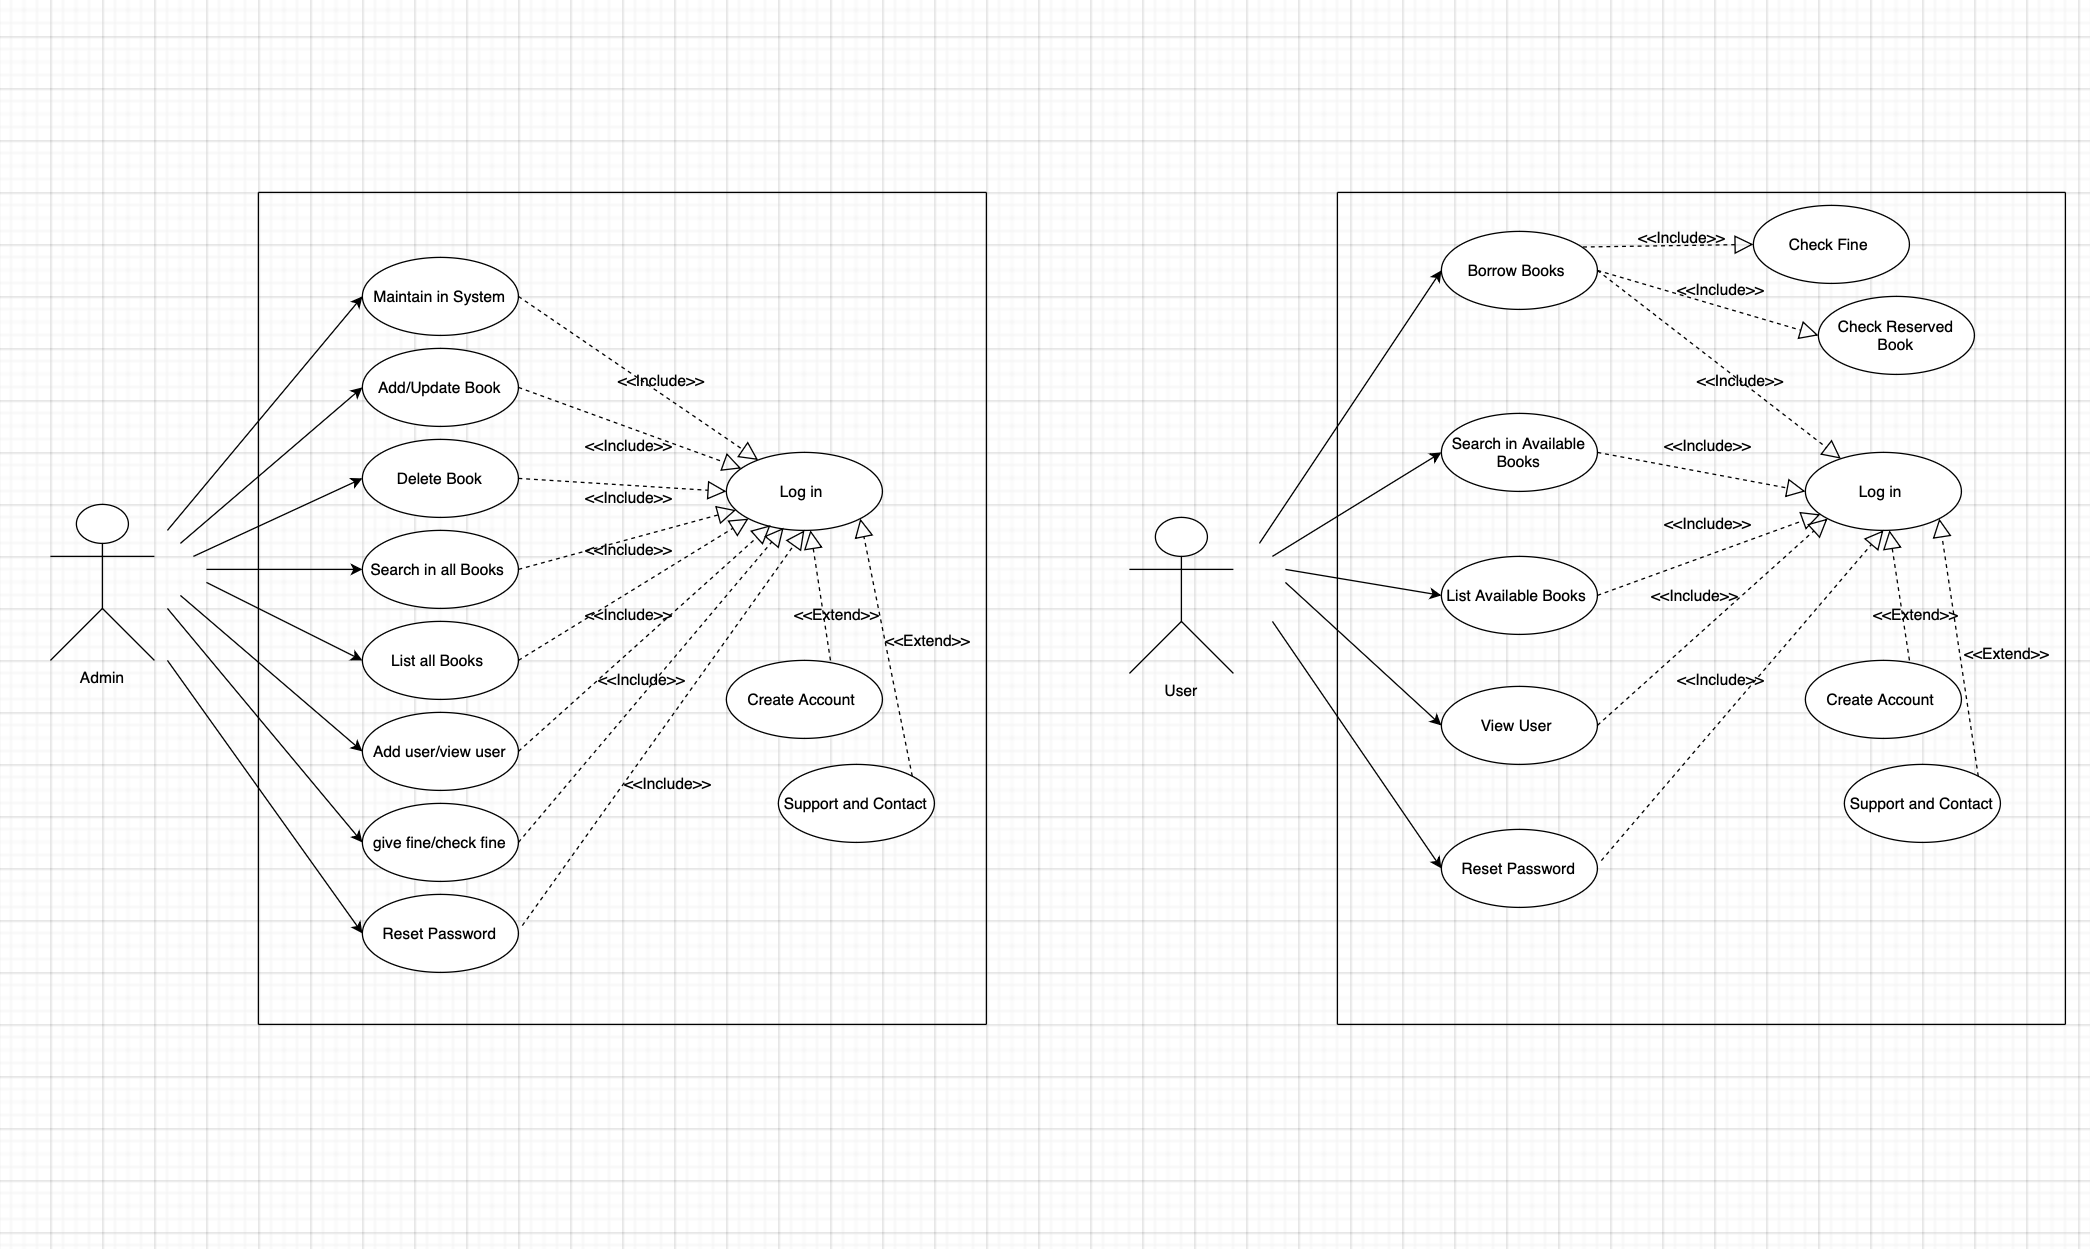 Maintain in System
<<Include>>
Add/Update Book
<<Include>>
Delete Book
<<Include>>
Log in
Search in all Books
<<Include>>
List all Books
<<Include>>
Add user/view user
<<Include>>
give fine/check fine
<<Include>>
Reset Password
<<Extend>>
<<Extend>>
Create Account
Support and Contact
Admin
Borrow Books
<<Include>>
Check Fine
<<Include>>
Check Reserved
Book
<<Include>>
Search in Available
Books
<<Include>>
Log in
<<Include>>
List Available Books
<<Include>>
View User
<<Include>>
Reset Password
<<Extend>>
<<Extend>>
Create Account
Support and Contact
User